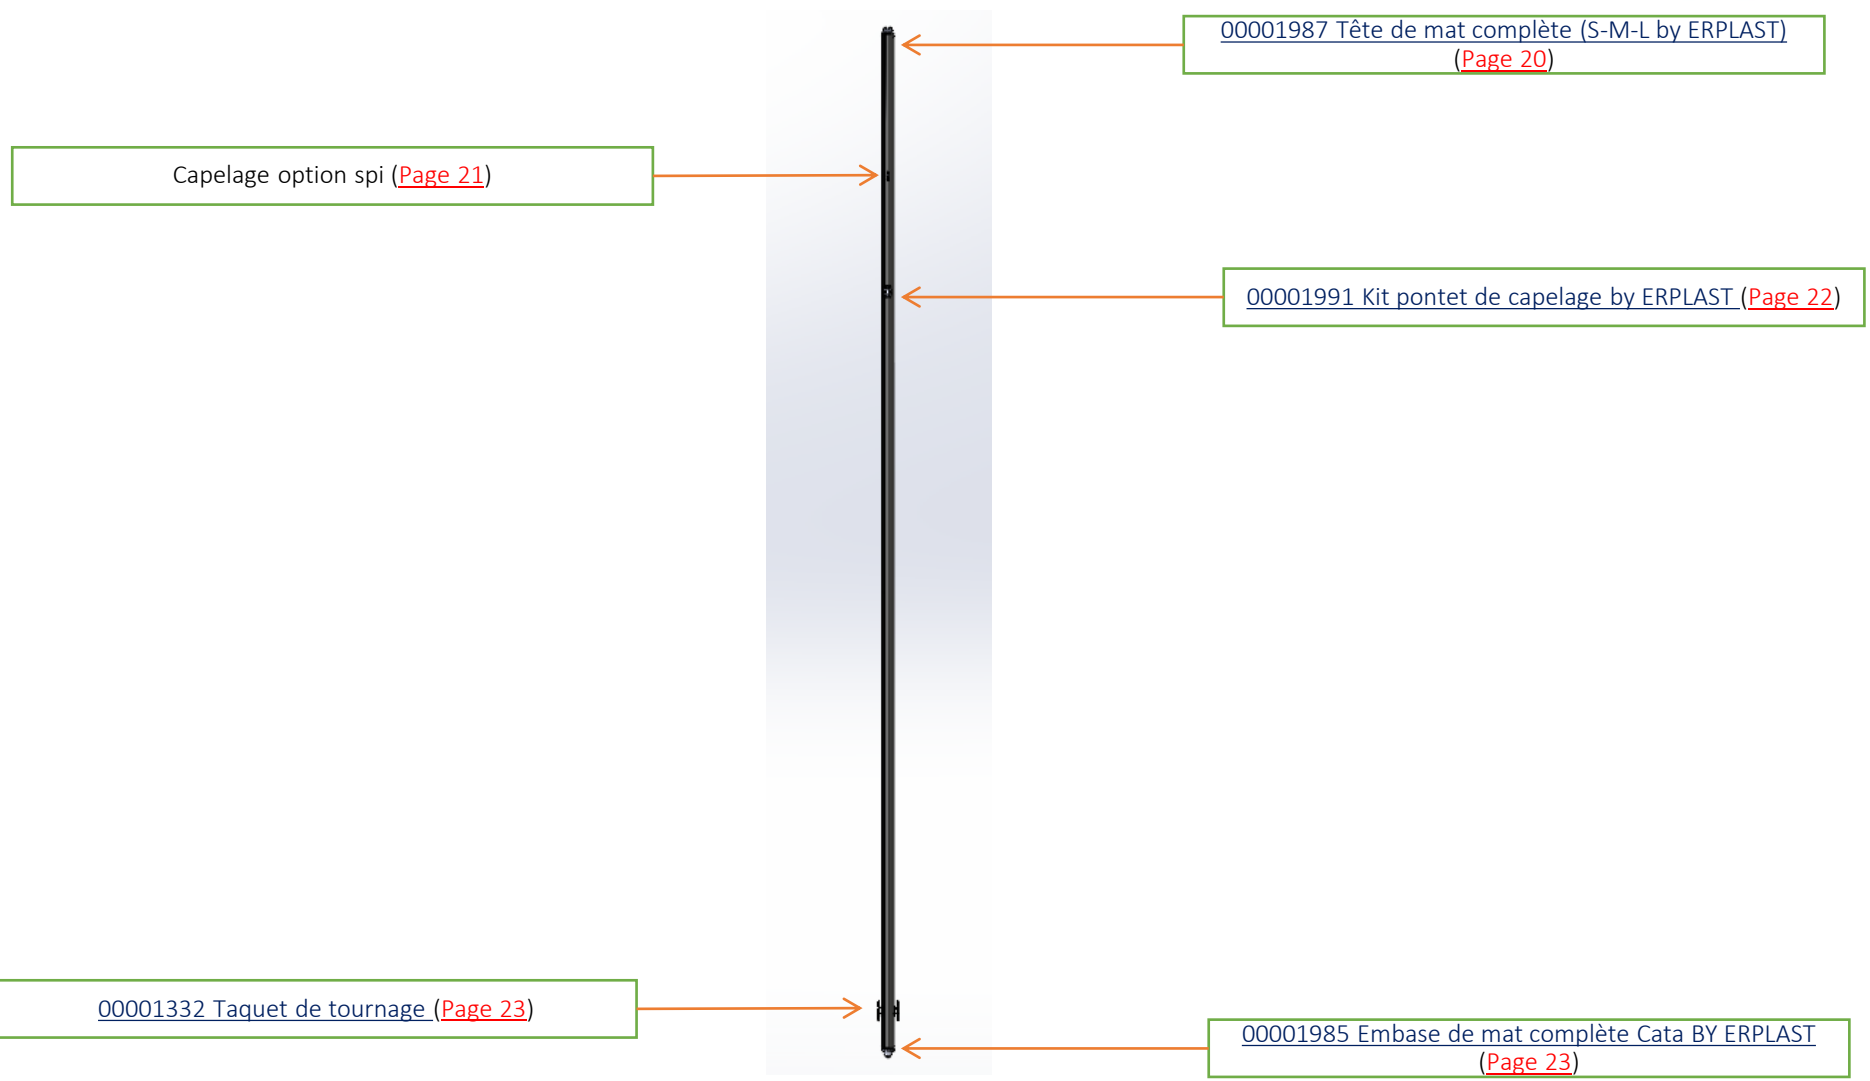 00001987 Tête de mat complète (S-M-L by ERPLAST)
(Page 20)
Capelage option spi (Page 21)
00001991 Kit pontet de capelage by ERPLAST (Page 22)
00001332 Taquet de tournage (Page 23)
00001985 Embase de mat complète Cata BY ERPLAST
(Page 23)